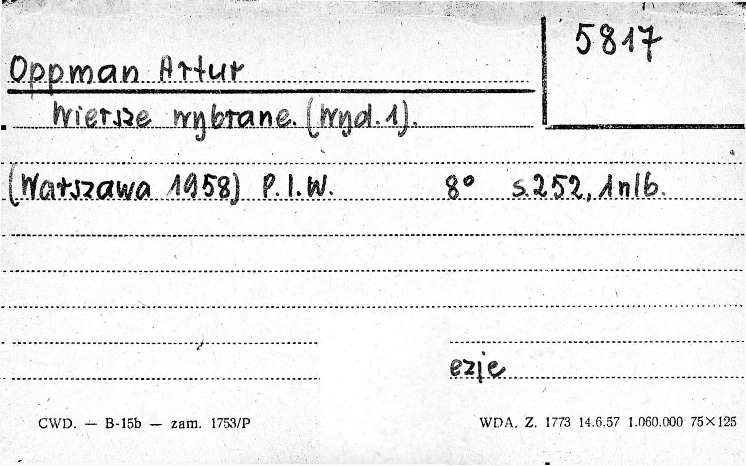 5817
Oppman Artur
Wiersze wybrane. (Wyd. 1).
(Warszawa 1958) P.I.W. 8° s.252, 1nlb.
ezje
CWD. — B-15b — zam. 1753/P WDA. Z. 1773 14.6.57 1.060.000 75×125